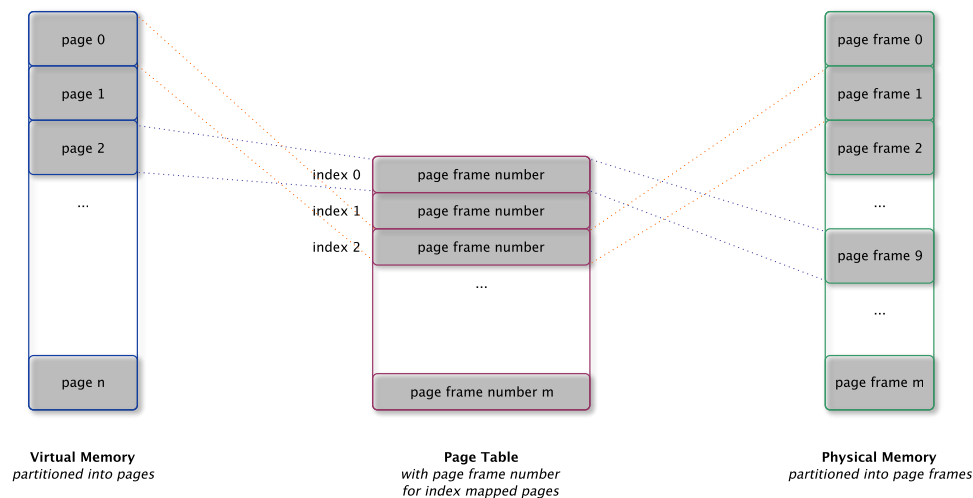 page 0
page 1
page 2
...
page n
Virtual Memory
partitioned into pages
index 0
page frame number
index 1
page frame number
index 2
page frame number
...
page frame number m
Page Table
with page frame number
for index mapped pages
page frame 0
page frame 1
page frame 2
...
page frame 9
...
page frame m
Physical Memory
partitioned into page frames